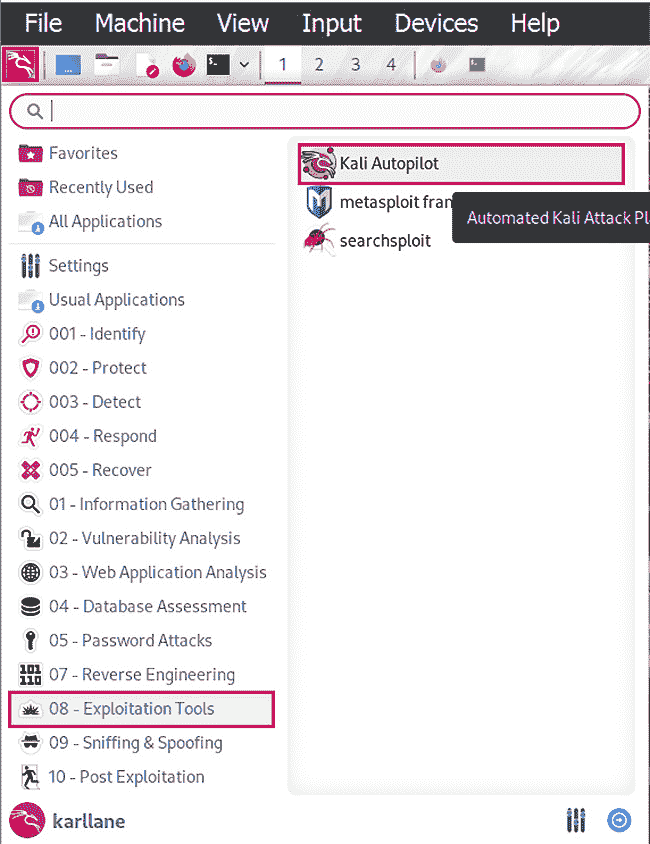 File Machine View Input Devices Help
1 2 3 4
Favorites
Recently Used
All Applications
Settings
Usual Applications
001 - Identify
002 - Protect
003 - Detect
004 - Respond
005 - Recover
01 - Information Gathering
02 - Vulnerability Analysis
03 - Web Application Analysis
04 - Database Assessment
05 - Password Attacks
07 - Reverse Engineering
08 - Exploitation Tools
09 - Sniffing & Spoofing
10 - Post Exploitation
Kali Autopilot
metasploit fran
Automated Kali Attack Pl
searchsploit
karllane